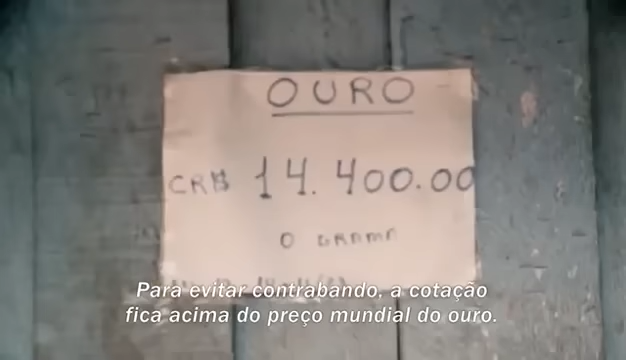 OURO
CR$ 14.400.00
O GRAMA
Para evitar contrabando, a cotação
fica acima do preço mundial do ouro.